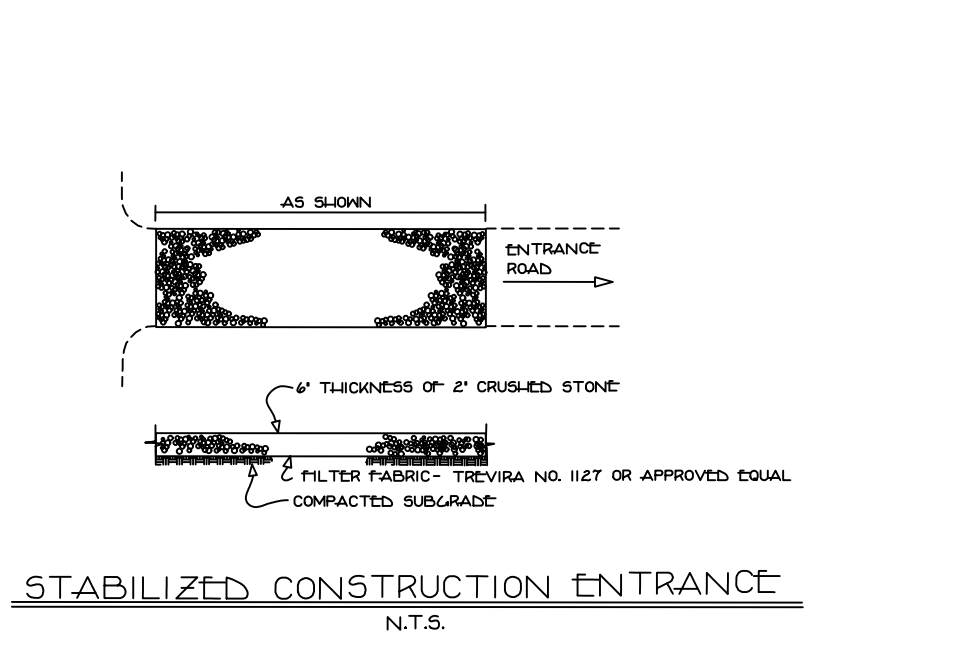 AS SHOWN
ENTRANCE
ROAD
6" THICKNESS OF 2" CRUSHED STONE
FILTER FABRIC- TREVIRA NO. 1127 OR APPROVED EQUAL
COMPACTED SUBGRADE
STABILIZED CONSTRUCTION ENTRANCE
N.T.S.